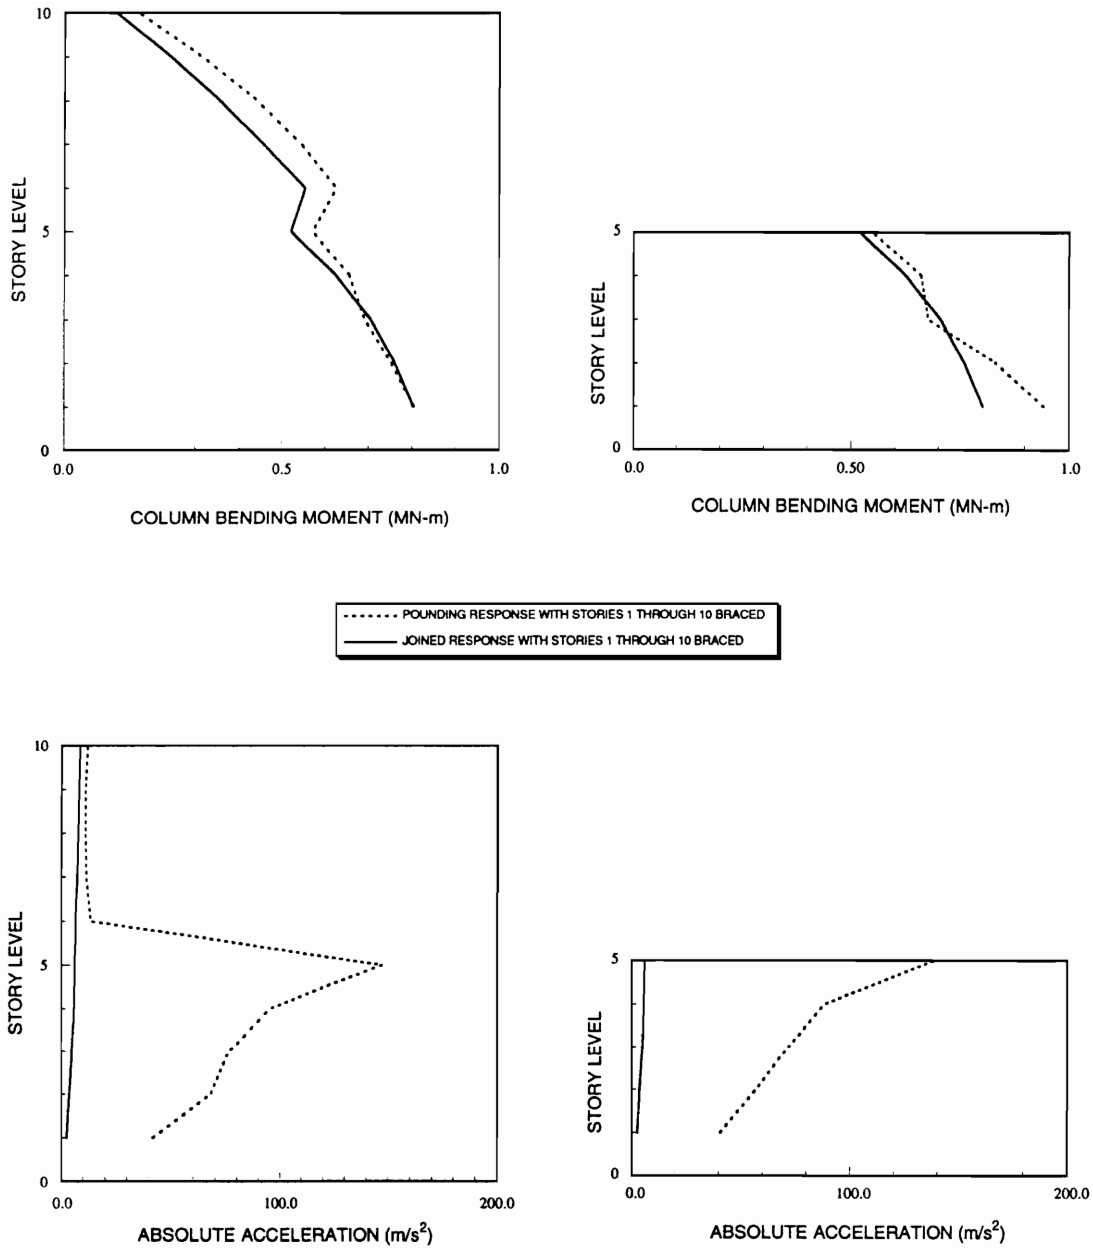 10
STORY LEVEL
5
0
0.0
0.5
1.0
COLUMN BENDING MOMENT (MN-m)
5
STORY LEVEL
0
0.0
0.50
1.0
COLUMN BENDING MOMENT (MN-m)
POUNDING RESPONSE WITH STORIES 1 THROUGH 10 BRACED
JOINED RESPONSE WITH STORIES 1 THROUGH 10 BRACED
10
STORY LEVEL
5
0
0.0
100.0
200.0
ABSOLUTE ACCELERATION (m/s²)
5
STORY LEVEL
0
0.0
100.0
200.0
ABSOLUTE ACCELERATION (m/s²)